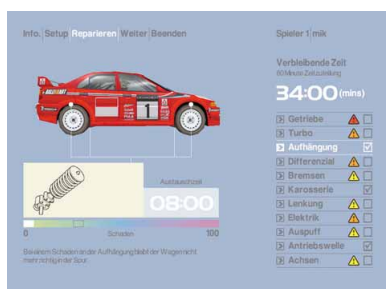 Info. Setup Reparieren Weiter Beenden
Spieler 1 mik
Verbleibende Zeit
60 Minute Zeitzuteilung
34:00 (mins)
Getriebe
Turbo
Aufhängung
Differenzial
Bremsen
Karosserie
Lenkung
Elektrik
Auspuff
Antriebswelle
Achsen
1
Austauschzeit
08:00
0 Schaden 100
Bei einem Schaden an der Aufhängung bleibt der Wagen nicht
mehr richtig in der Spur.